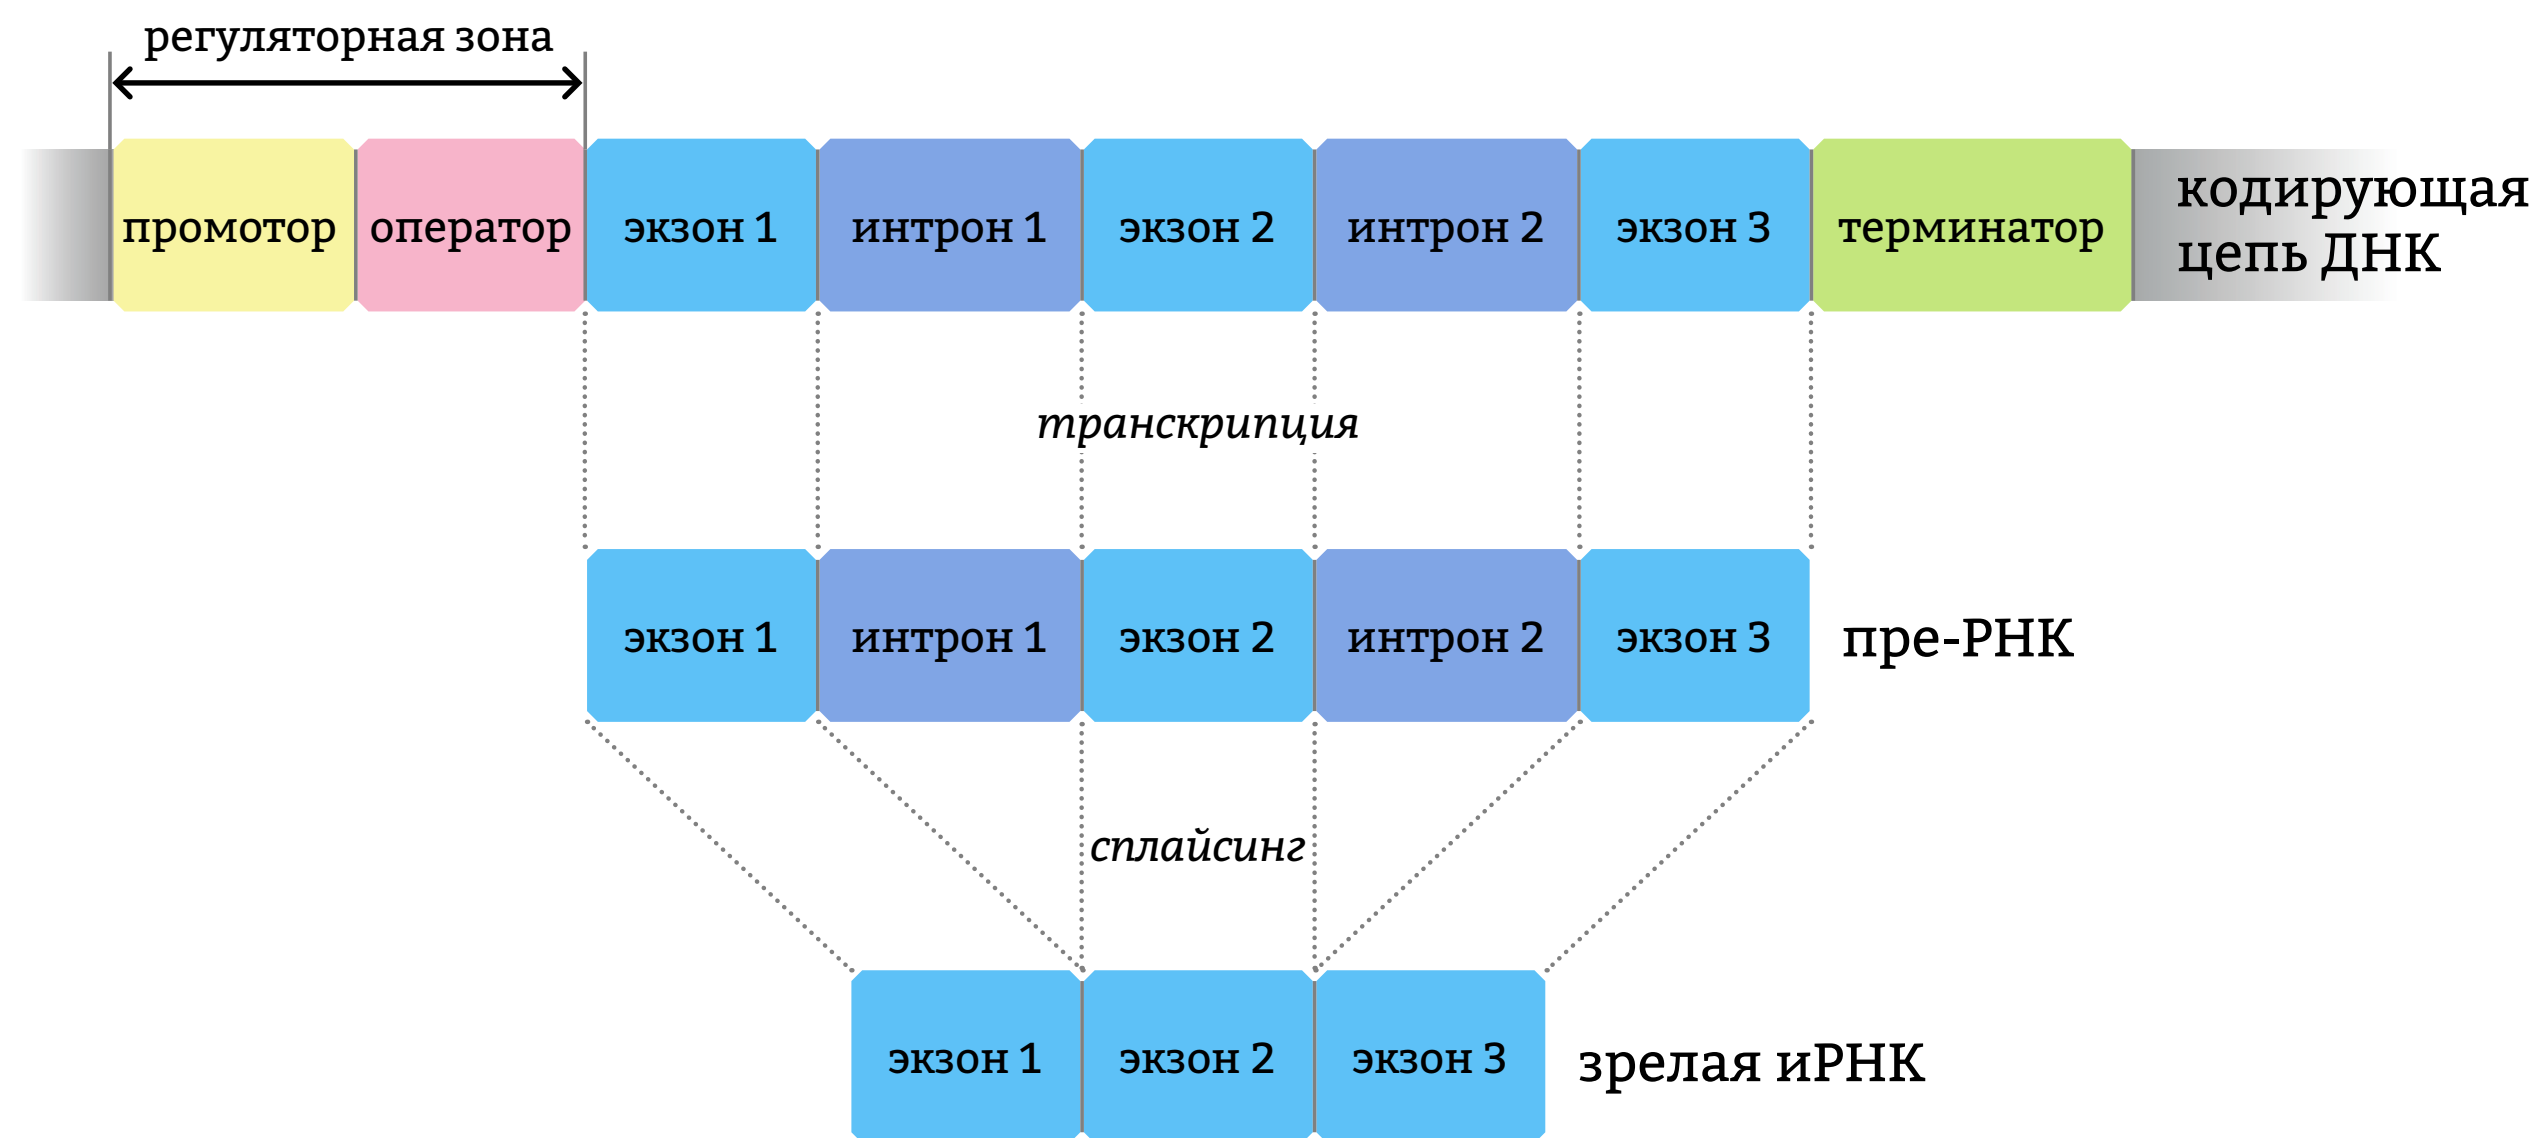 регуляторная зона
промотор
оператор
экзон 1
интрон 1
экзон 2
интрон 2
экзон 3
терминатор
кодирующая
цепь ДНК
транскрипция
экзон 1
интрон 1
экзон 2
интрон 2
экзон 3
пре-РНК
сплайсинг
экзон 1
экзон 2
экзон 3
зрелая иРНК